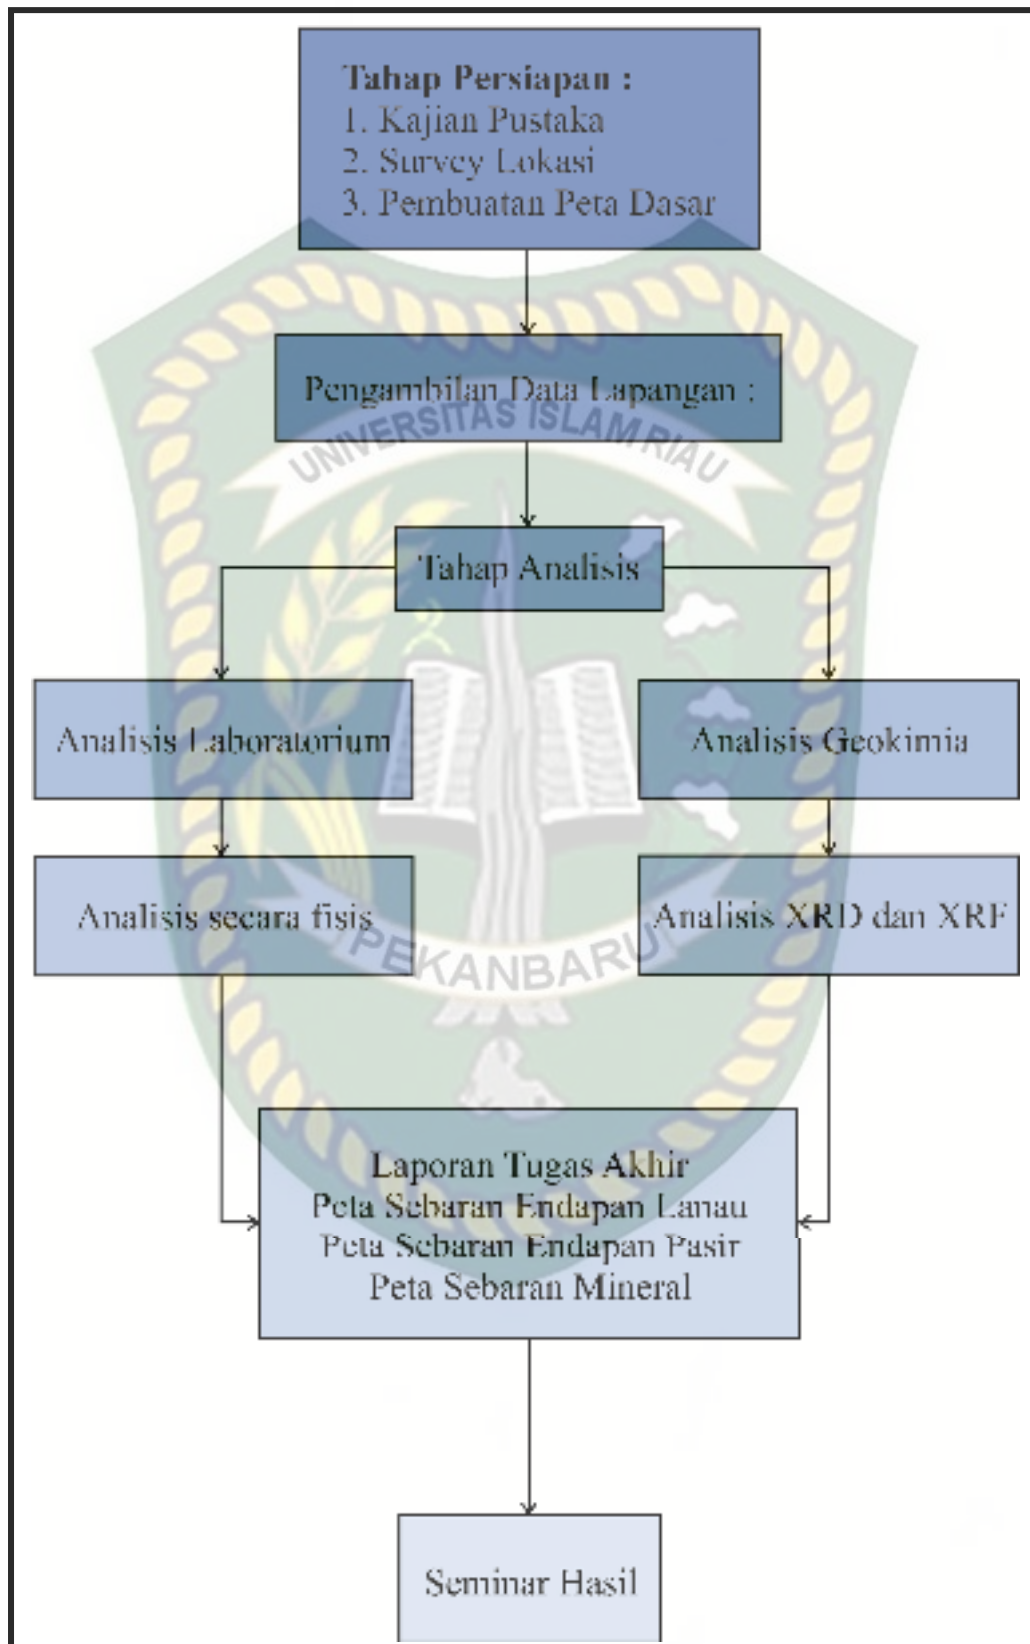 Tahap Persiapan :
1. Kajian Pustaka
2. Survey Lokasi
3. Pembuatan Peta Dasar
Pengambilan Data Lapangan :
UNIVERSITAS ISLAM RIAU
Tahap Analisis
Analisis Laboratorium
Analisis Geokimia
Analisis secara fisis
Analisis XRD dan XRF
PEKANBARU
Laporan Tugas Akhir
Peta Sebaran Endapan Lanau
Peta Sebaran Endapan Pasir
Peta Sebaran Mineral
Seminar Hasil